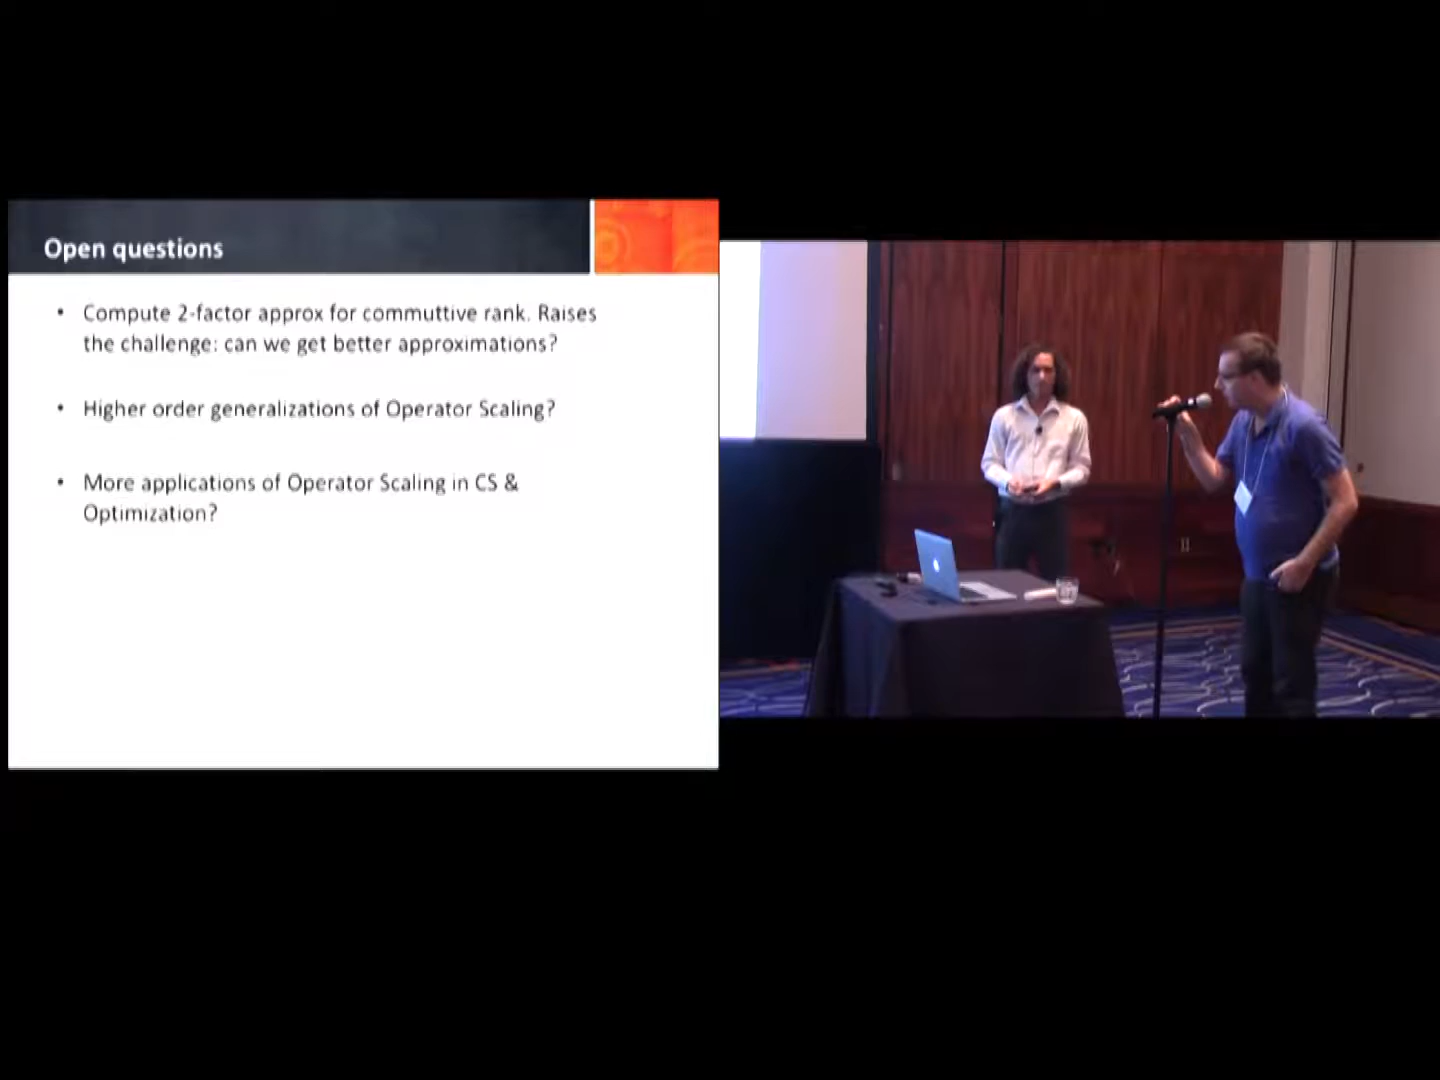 Open questions
• Compute 2-factor approx for commuttive rank. Raises
the challenge: can we get better approximations?
• Higher order generalizations of Operator Scaling?
• More applications of Operator Scaling in CS &
Optimization?